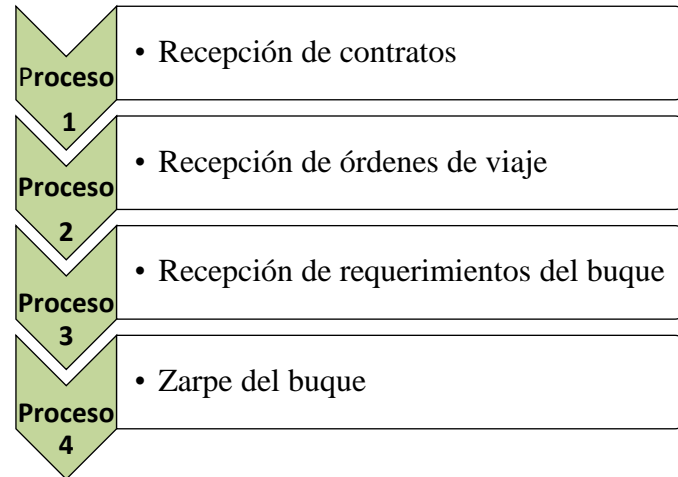 Proceso
1
• Recepción de contratos
Proceso
2
• Recepción de órdenes de viaje
Proceso
3
• Recepción de requerimientos del buque
Proceso
4
• Zarpe del buque